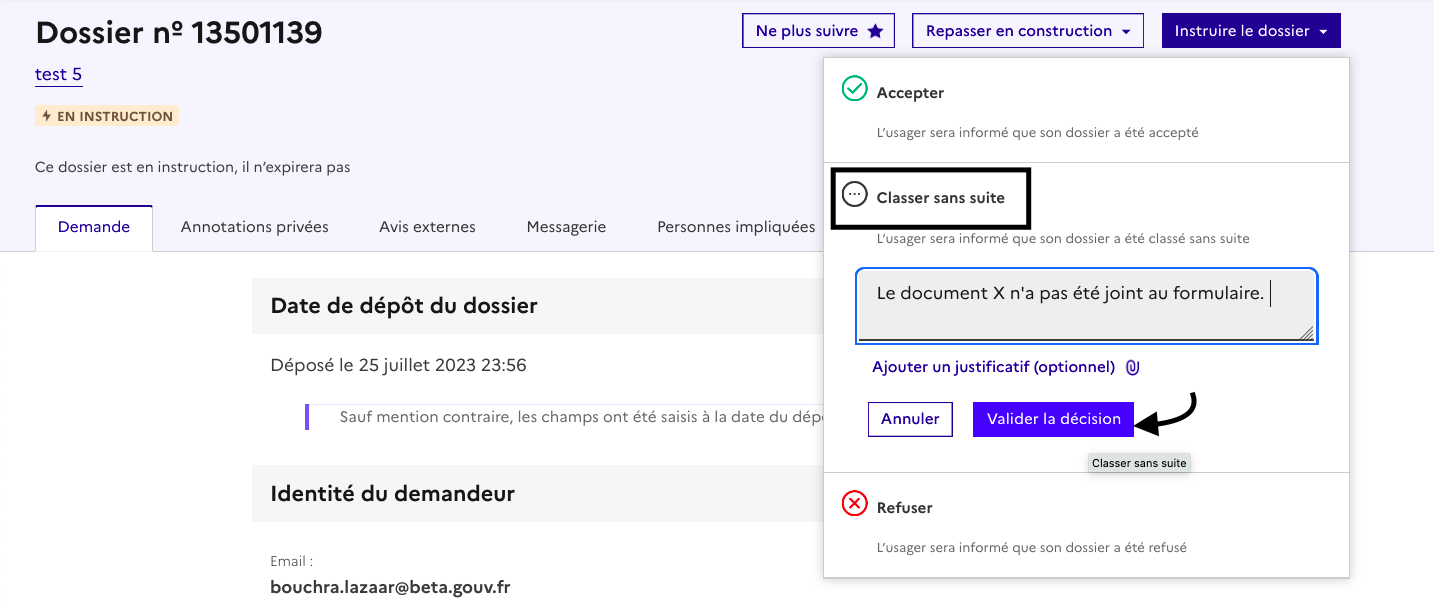 Dossier nº 13501139
Ne plus suivre
Repasser en construction
Instruire le dossier
test 5
EN INSTRUCTION
Ce dossier est en instruction, il n’expirera pas
Demande
Annotations privées
Avis externes
Messagerie
Personnes impliquées
Accepter
L’usager sera informé que son dossier a été accepté
Classer sans suite
L’usager sera informé que son dossier a été classé sans suite
Le document X n'a pas été joint au formulaire.
Ajouter un justificatif (optionnel)
Annuler
Valider la décision
Classer sans suite
Refuser
L’usager sera informé que son dossier a été refusé
Date de dépôt du dossier
Déposé le 25 juillet 2023 23:56
Sauf mention contraire, les champs ont été saisis à la date du
Identité du demandeur
Email :
bouchra.lazaar@beta.gouv.fr